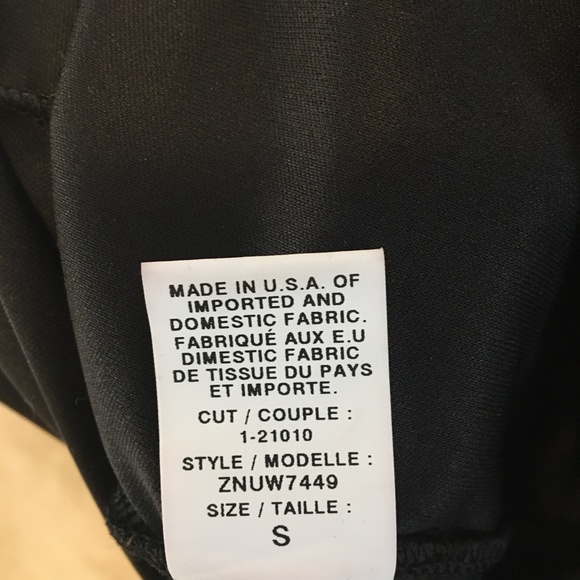 MADE IN U.S.A. OF
IMPORTED AND
DOMESTIC FABRIC.
FABRIQUÉ AUX E.U
DIMESTIC FABRIC
DE TISSUE DU PAYS
ET IMPORTE.
CUT / COUPLE :
1-21010
STYLE / MODELLE :
ZNUW7449
SIZE / TAILLE :
S